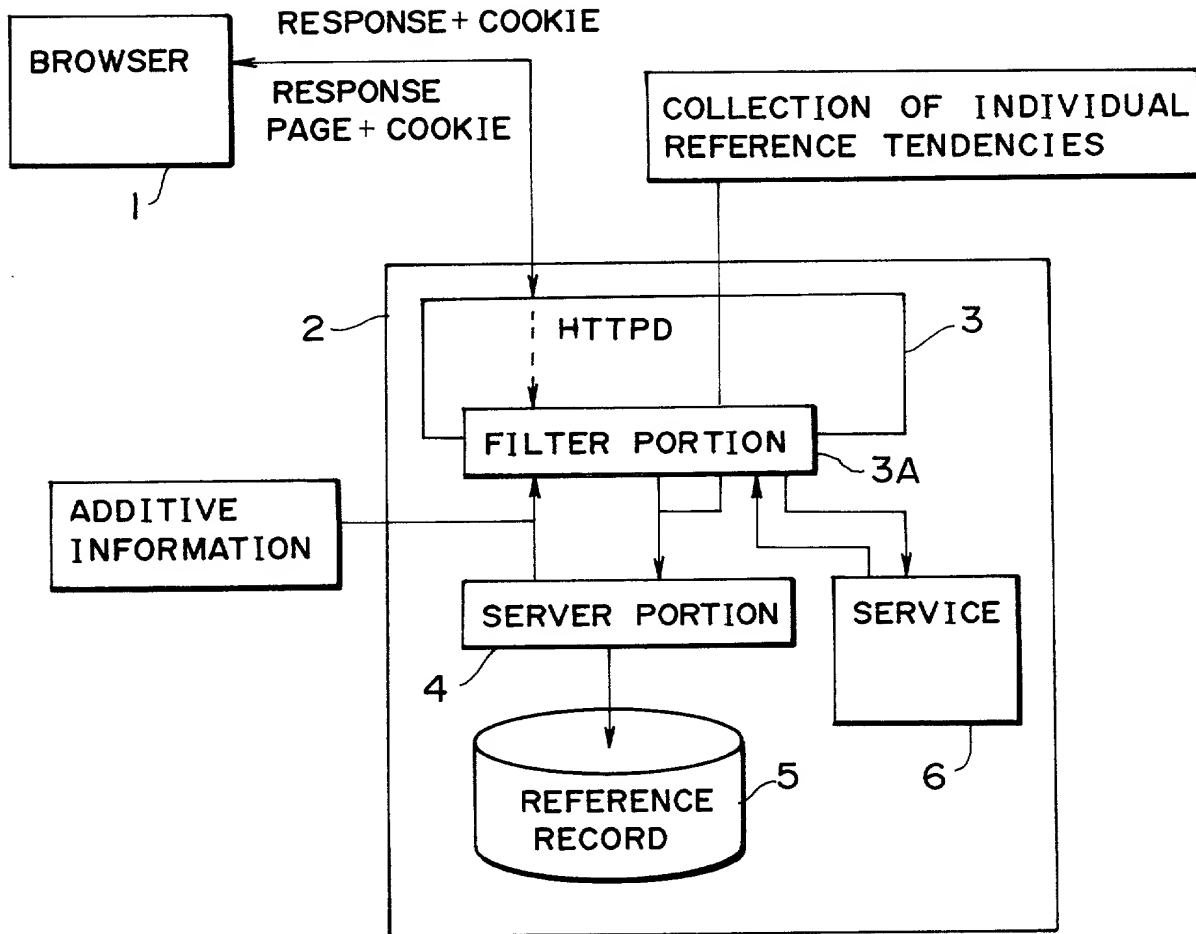 RESPONSE + COOKIE
BROWSER
RESPONSE
PAGE + COOKIE
COLLECTION OF INDIVIDUAL
REFERENCE TENDENCIES
1
2
HTTPD
3
FILTER PORTION
3A
ADDITIVE
INFORMATION
SERVER PORTION
SERVICE
4
5
6
REFERENCE
RECORD